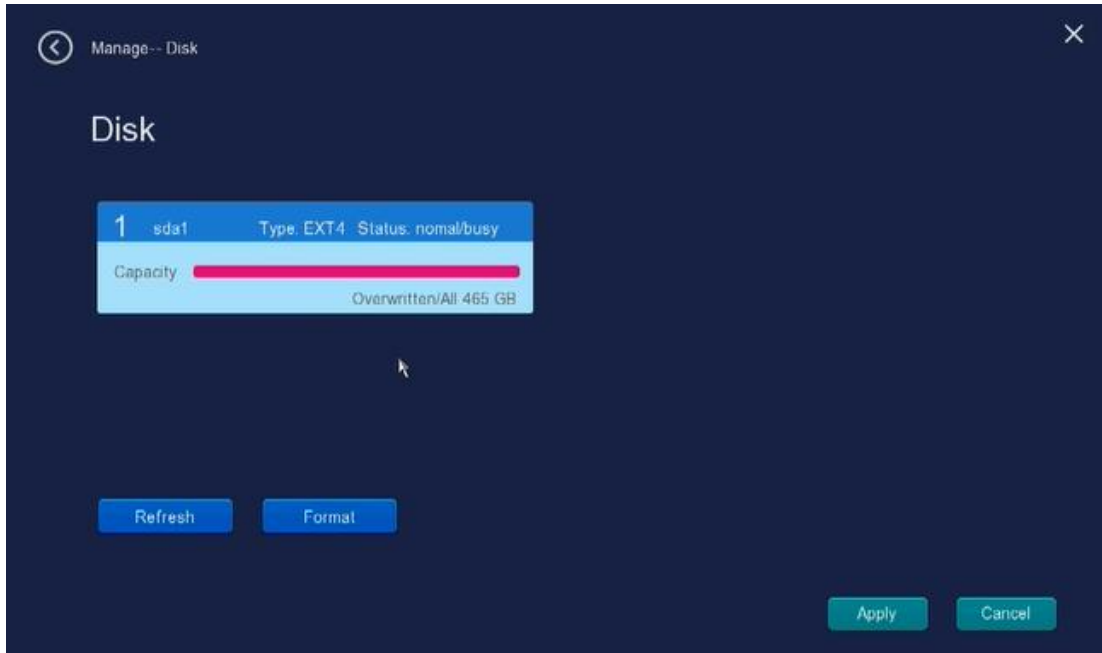 Manage-- Disk
Disk
1 sda1 Type: EXT4 Status: nomal/busy
Capacity
Overwritten/All 465 GB
Refresh Format
Apply Cancel